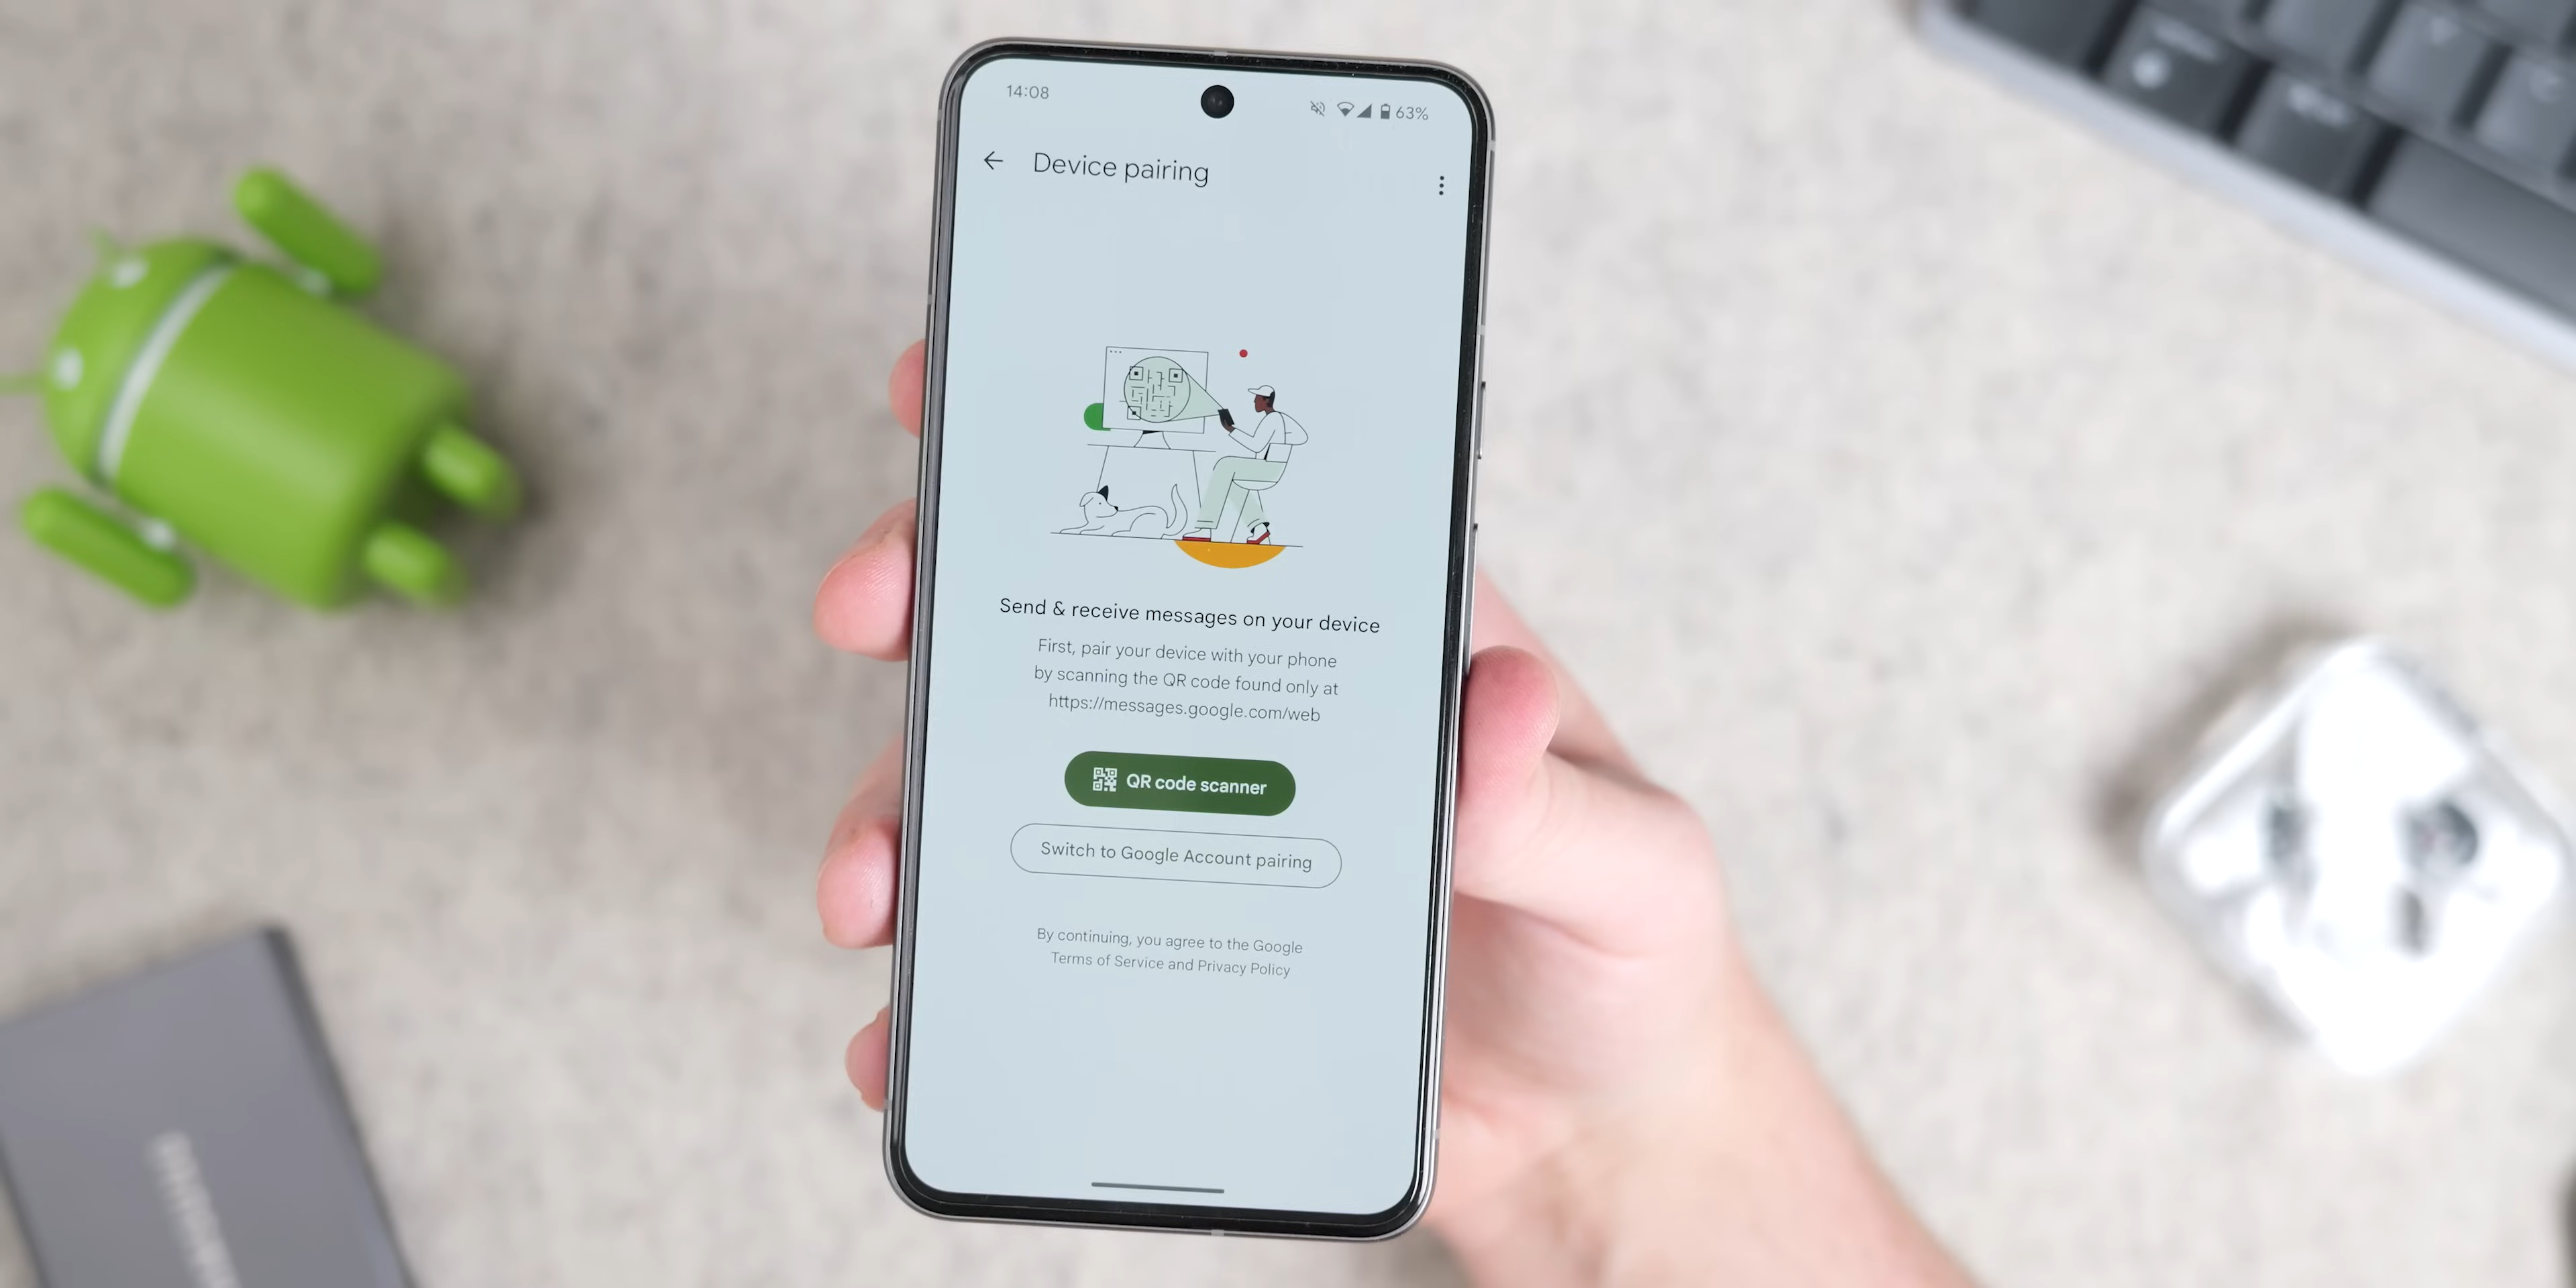 14:08
63%
Device pairing
Send & receive messages on your device
First, pair your device with your phone
by scanning the QR code found only at
https://messages.google.com/web
QR code scanner
Switch to Google Account pairing
By continuing, you agree to the Google
Terms of Service and Privacy Policy